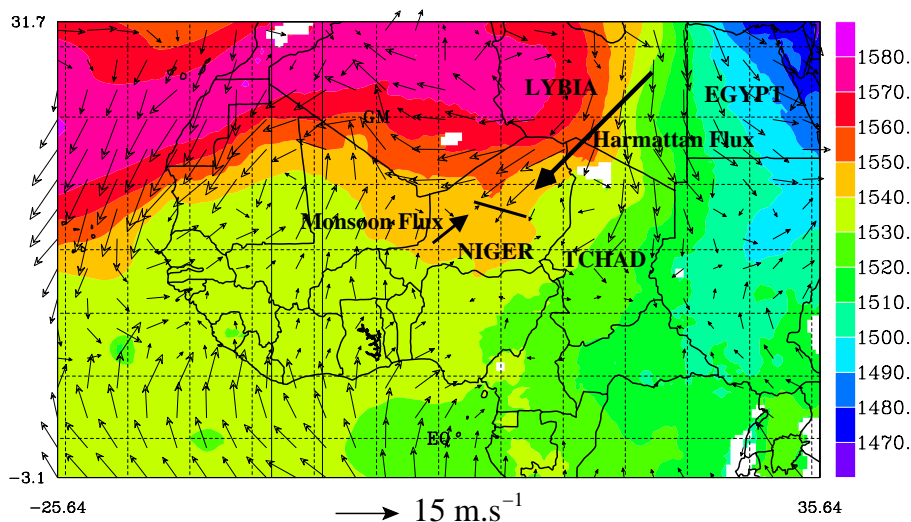 31.7
LYBIA
EGYPT
GM
Harmattan Flux
Monsoon Flux
NIGER
TCHAD
EQ
-3.1
−25.64
35.64
15 m.s−1
1580.
1570.
1560.
1550.
1540.
1530.
1520.
1510.
1500.
1490.
1480.
1470.